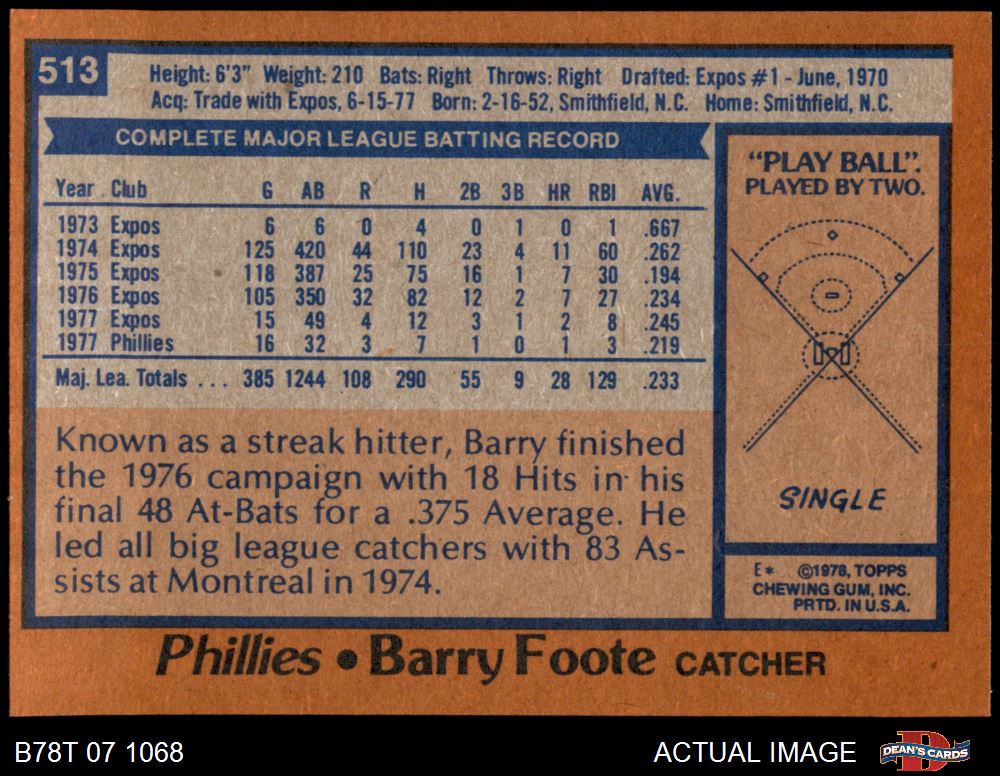 513
Height: 6'3" Weight: 210 Bats: Right Throws: Right Drafted: Expos #1 - June, 1970
Acq: Trade with Expos, 6-15-77 Born: 2-16-52, Smithfield, N.C. Home: Smithfield, N.C.
COMPLETE MAJOR LEAGUE BATTING RECORD
Year Club G AB R H 2B 3B HR RBI AVG.
1973 Expos 6 6 0 4 0 1 0 1 .667
1974 Expos 125 420 44 110 23 4 11 60 .262
1975 Expos 118 387 25 75 16 1 7 30 .194
1976 Expos 105 350 32 82 12 2 7 27 .234
1977 Expos 15 49 4 12 3 1 2 8 .245
1977 Phillies 16 32 3 7 1 0 1 3 .219
Maj. Lea. Totals ... 385 1244 108 290 55 9 28 129 .233
Known as a streak hitter, Barry finished
the 1976 campaign with 18 Hits in his
final 48 At-Bats for a .375 Average. He
led all big league catchers with 83 As-
sists at Montreal in 1974.
"PLAY BALL".
PLAYED BY TWO.
SINGLE
E* ©1978, TOPPS
CHEWING GUM, INC.
PRTD. IN U.S.A.
Phillies • Barry Foote CATCHER
B78T 07 1068
ACTUAL IMAGE
DEAN'S CARDS